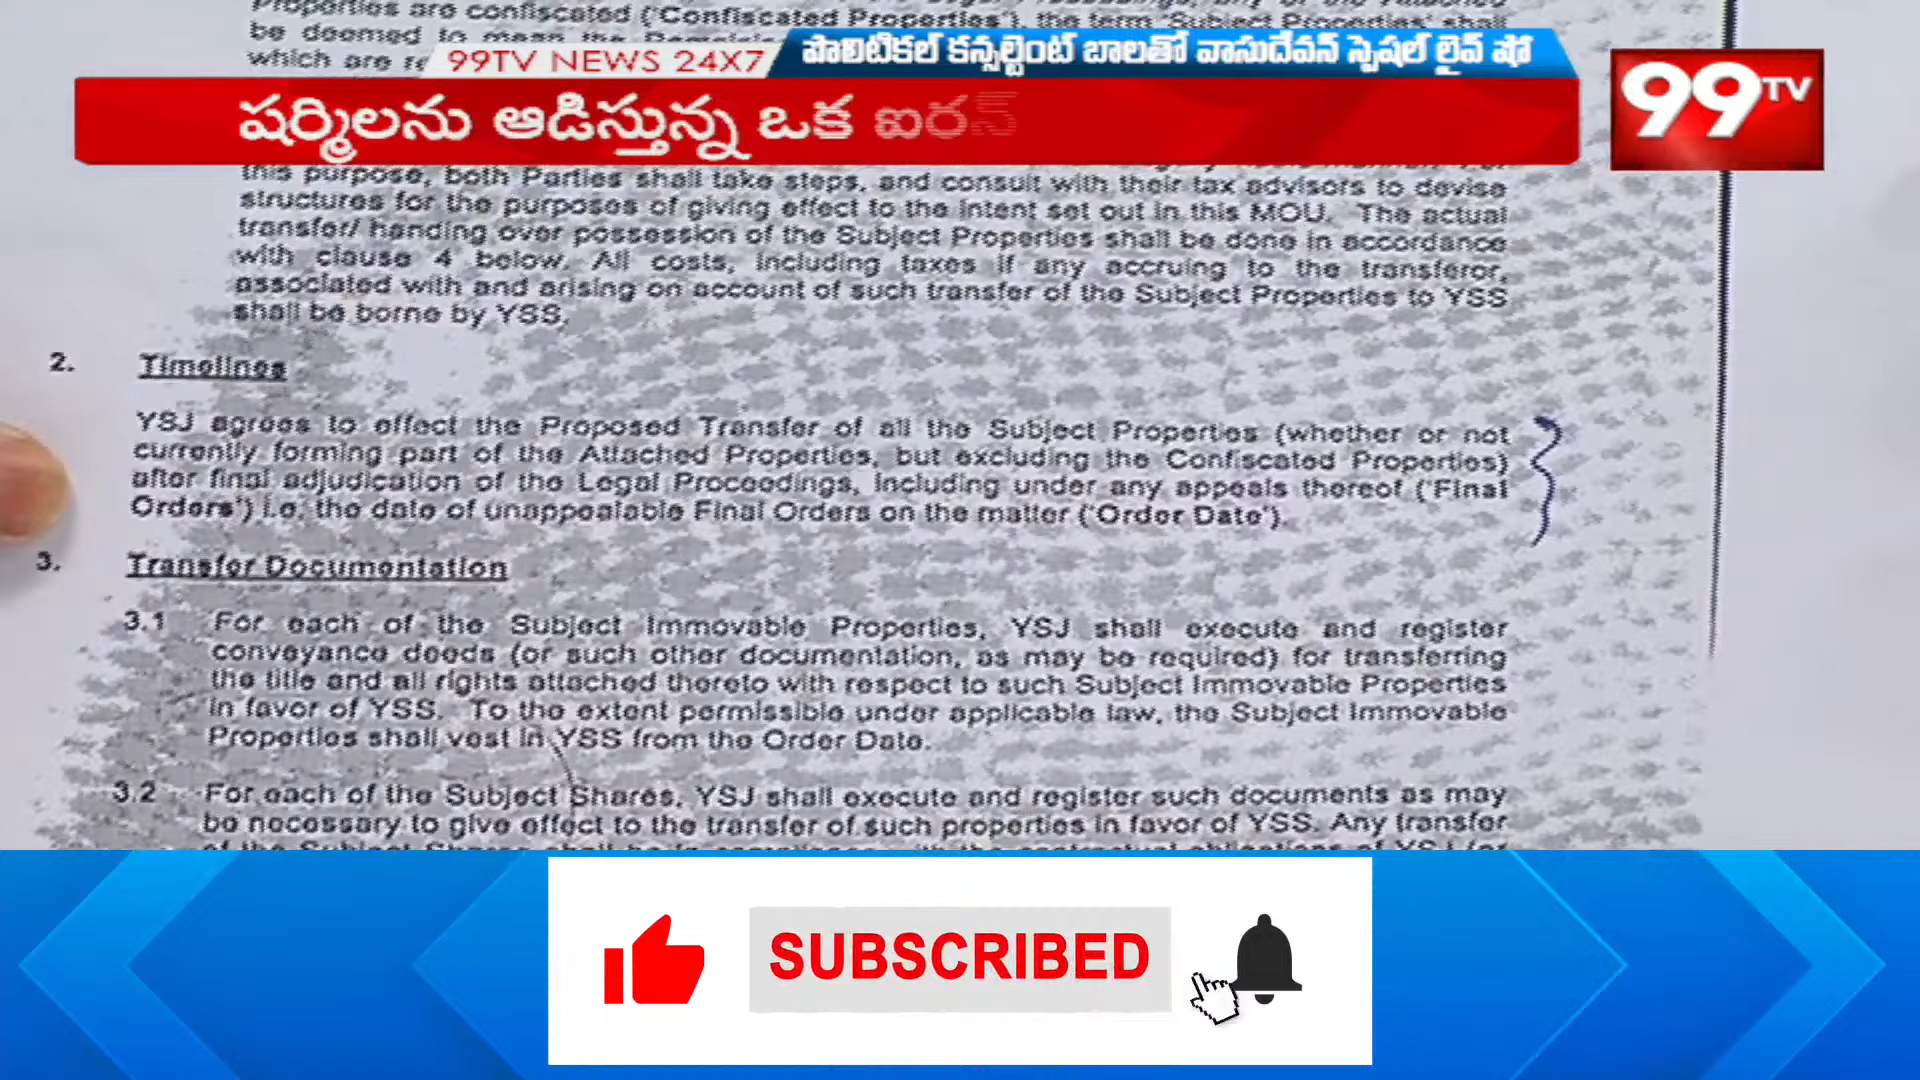 Properties are confiscated ('Confiscated Properties'), the term 'Subject Properties' shall
be deemed to mean the
which are
99TV NEWS 24X7
పొలిటికల్ కన్సల్టెంట్ బాలతో వాసుదేవన్ స్పెషల్ లైవ్ షో
99TV
షర్మిలను ఆడిస్తున్న ఒక ఐరన్
this purpose, both Parties shall take steps, and consult with their tax advisors to devise
structures for the purposes of giving effect to the intent set out in this MOU. The actual
transfer/ handing over possession of the Subject Properties shall be done in accordance
with clause 4 below. All costs, including taxes if any accruing to the transferor,
associated with and arising on account of such transfer of the Subject Properties to YSS
shall be borne by YSS.
2. Timelines
YSJ agrees to effect the Proposed Transfer of all the Subject Properties (whether or not
currently forming part of the Attached Properties, but excluding the Confiscated Properties)
after final adjudication of the Legal Proceedings, including under any appeals thereof ('Final
Orders') i.e. the date of unappealable Final Orders on the matter ('Order Date').
3. Transfer Documentation
3.1 For each of the Subject Immovable Properties, YSJ shall execute and register
conveyance deeds (or such other documentation, as may be required) for transferring
the title and all rights attached thereto with respect to such Subject Immovable Properties
in favor of YSS. To the extent permissible under applicable law, the Subject Immovable
Properties shall vest in YSS from the Order Date.
3.2 For each of the Subject Shares, YSJ shall execute and register such documents as may
be necessary to give effect to the transfer of such properties in favor of YSS. Any transfer
SUBSCRIBED